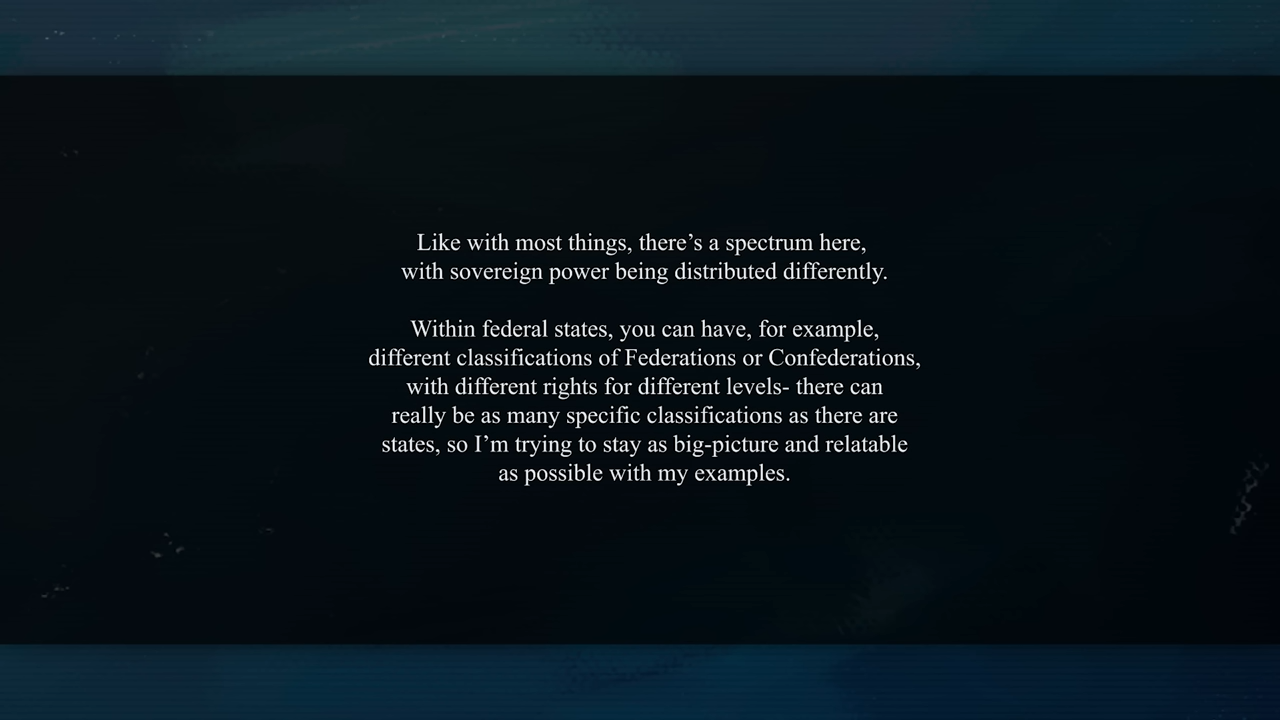 Like with most things, there’s a spectrum here,
with sovereign power being distributed differently.
Within federal states, you can have, for example,
different classifications of Federations or Confederations,
with different rights for different levels- there can
really be as many specific classifications as there are
states, so I’m trying to stay as big-picture and relatable
as possible with my examples.